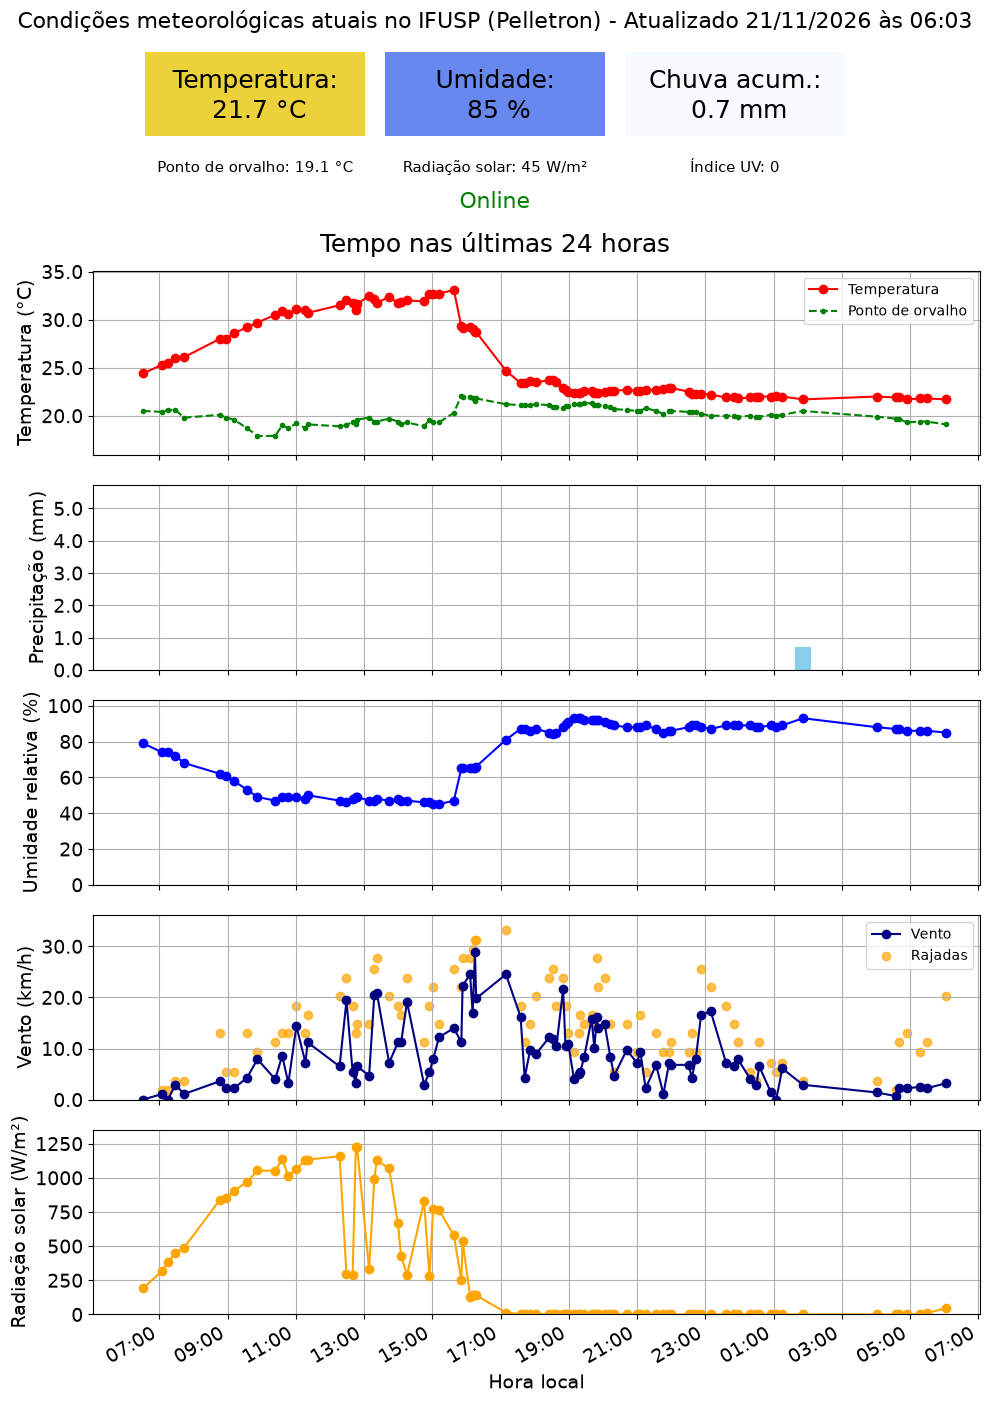 Condições meteorológicas atuais no IFUSP (Pelletron) - Atualizado 21/11/2026 às 06:03
Temperatura:
21.7 °C
Umidade:
85 %
Chuva acum.:
0.7 mm
Ponto de orvalho: 19.1 °C
Radiação solar: 45 W/m²
Índice UV: 0
Online
Tempo nas últimas 24 horas
Temperatura (°C)
35.0
30.0
25.0
20.0
Temperatura
Ponto de orvalho
Precipitação (mm)
5.0
4.0
3.0
2.0
1.0
0.0
Umidade relativa (%)
100
80
60
40
20
0
Vento (km/h)
30.0
20.0
10.0
0.0
Vento
Rajadas
Radiação solar (W/m²)
1250
1000
750
500
250
0
07:00
09:00
11:00
13:00
15:00
17:00
19:00
21:00
23:00
01:00
03:00
05:00
07:00
Hora local